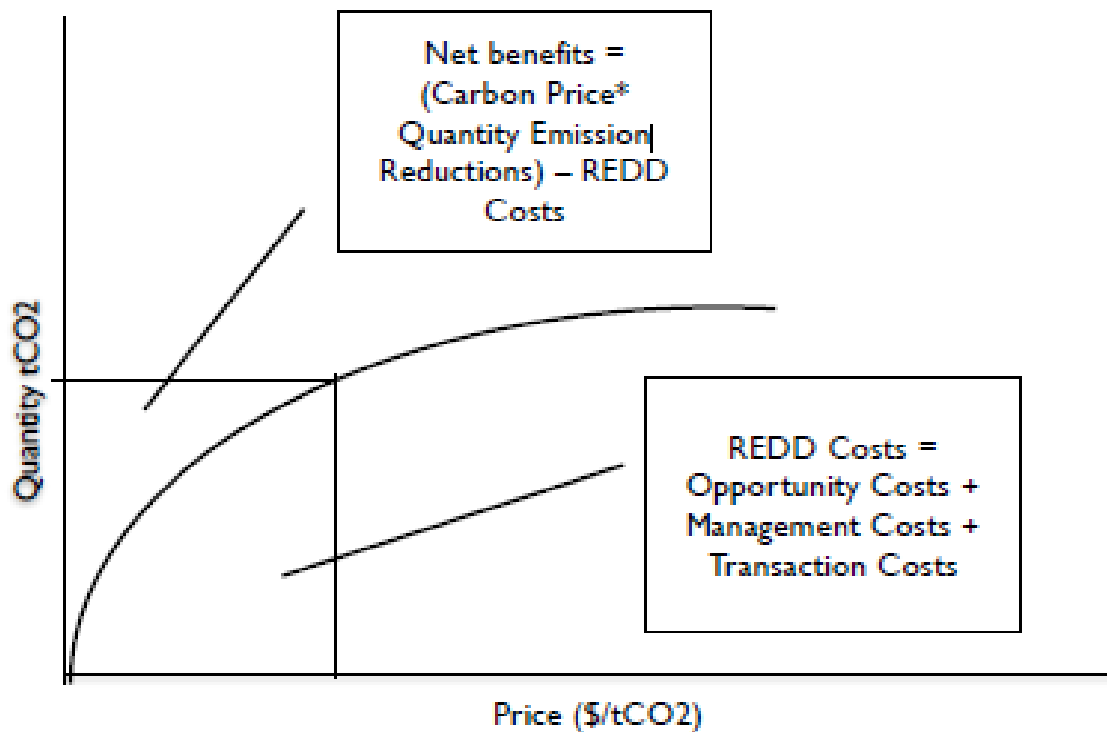 Net benefits =
(Carbon Price*
Quantity Emission
Reductions) – REDD
Costs
Quantity tCO2
REDD Costs =
Opportunity Costs +
Management Costs +
Transaction Costs
Price ($/tCO2)